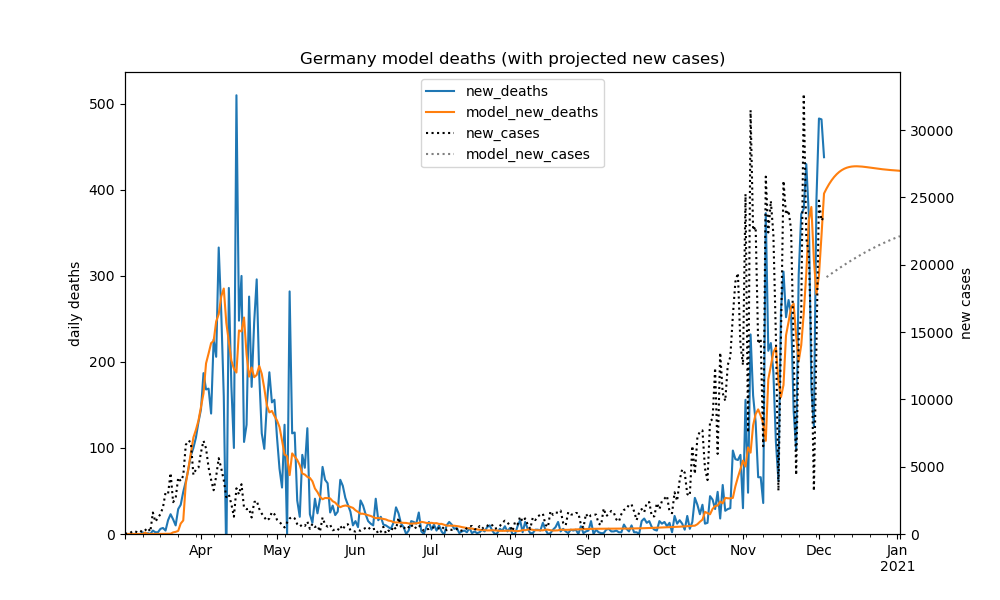 Germany model deaths (with projected new cases)
new_deaths
model_new_deaths
new_cases
model_new_cases
daily deaths
500
400
300
200
100
0
new cases
30000
25000
20000
15000
10000
5000
0
Apr May Jun Jul Aug Sep Oct Nov Dec Jan
2021